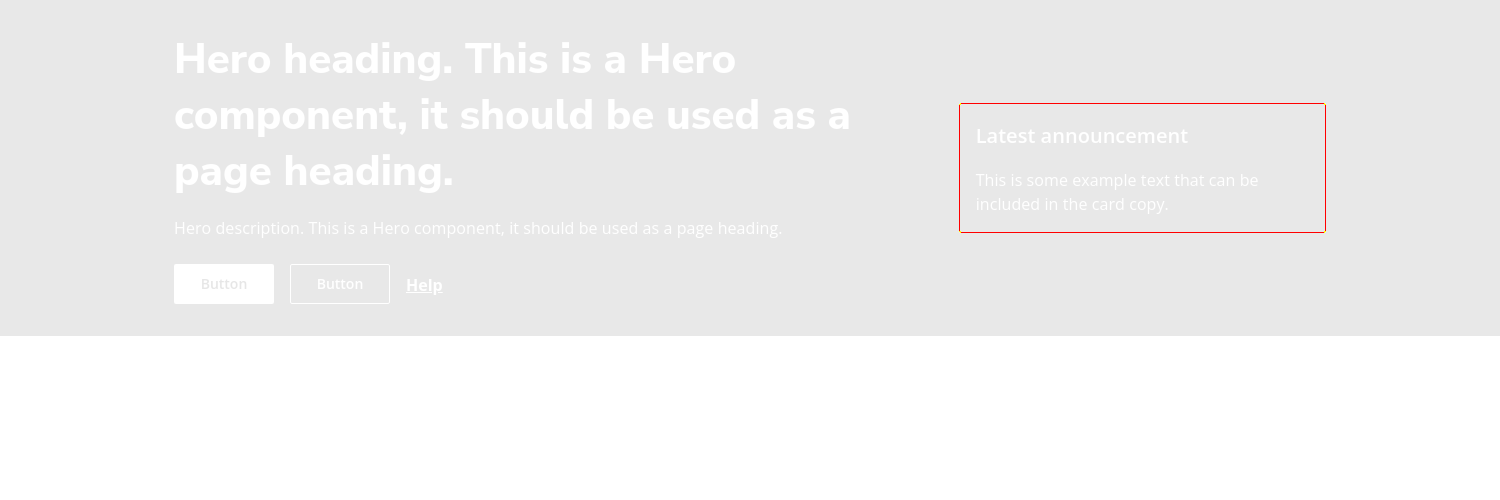 Hero heading. This is a Hero
component, it should be used as a
page heading.
Hero description. This is a Hero component, it should be used as a page heading.
Button
Button
Help
Latest announcement
This is some example text that can be
included in the card copy.